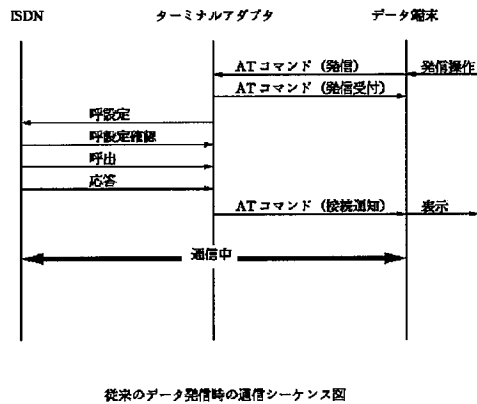 ISDN
ターミナルアダプタ
データ端末
ATコマンド（発信）
発信操作
ATコマンド（発信受付）
呼設定
呼設定確認
呼出
応答
ATコマンド（接続通知）
表示
通信中
従来のデータ発信時の通信シーケンス図